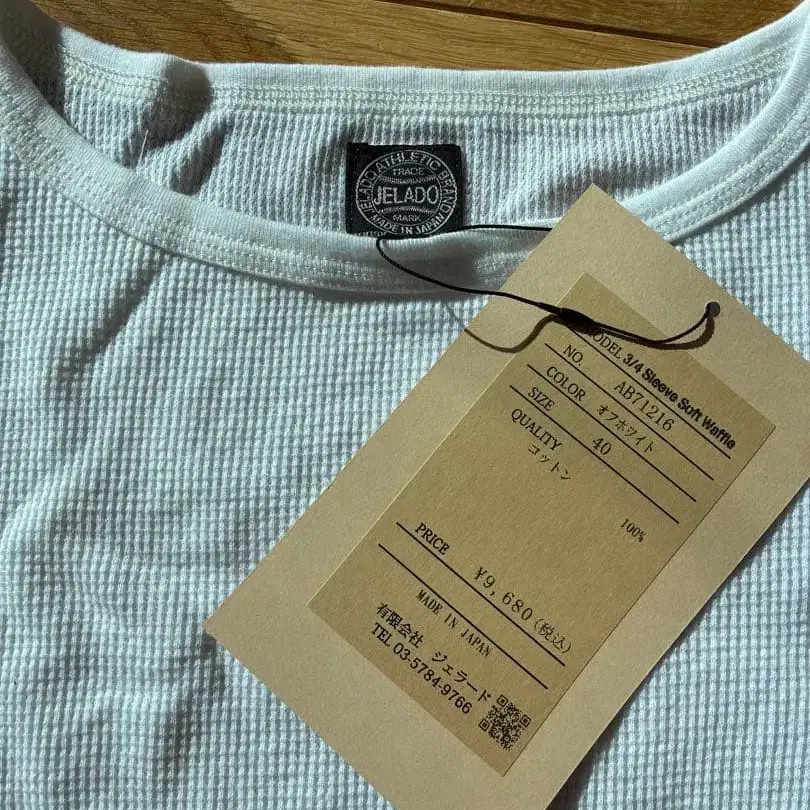 JELADO ATHLETIC BRAND
TRADE
JELADO
MARK
MADE IN JAPAN
MODEL 3/4 Sleeve Soft Waffle
NO. AB71216
COLOR オフホワイト
SIZE 40
QUALITY
コットン 100%
PRICE ¥9,680(税込)
MADE IN JAPAN
有限会社 ジェラード
TEL 03-5784-9766